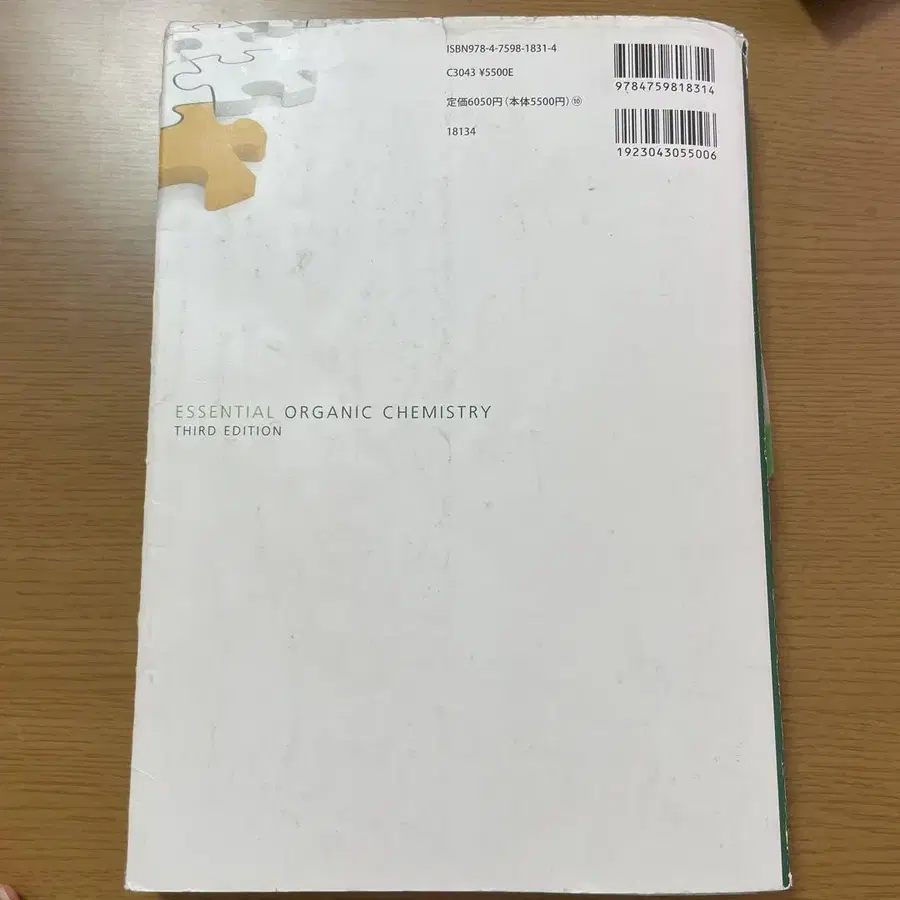 ISBN978-4-7598-1831-4
C3043 ¥5500E
定価6050円(本体5500円)⑩
18134
9784759818314
1923043055006
ESSENTIAL ORGANIC CHEMISTRY
THIRD EDITION